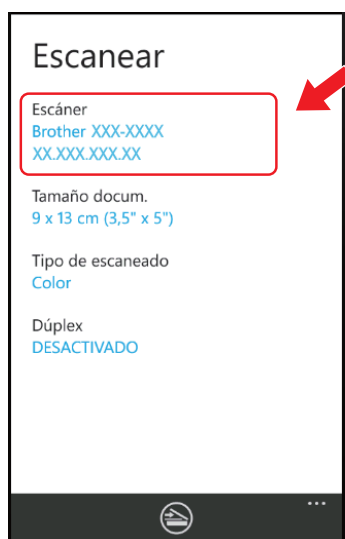 Escanear
Escáner
Brother XXX-XXXX
XX.XXX.XXX.XX
Tamaño docum.
9 x 13 cm (3,5" x 5")
Tipo de escaneado
Color
Dúplex
DESACTIVADO
...